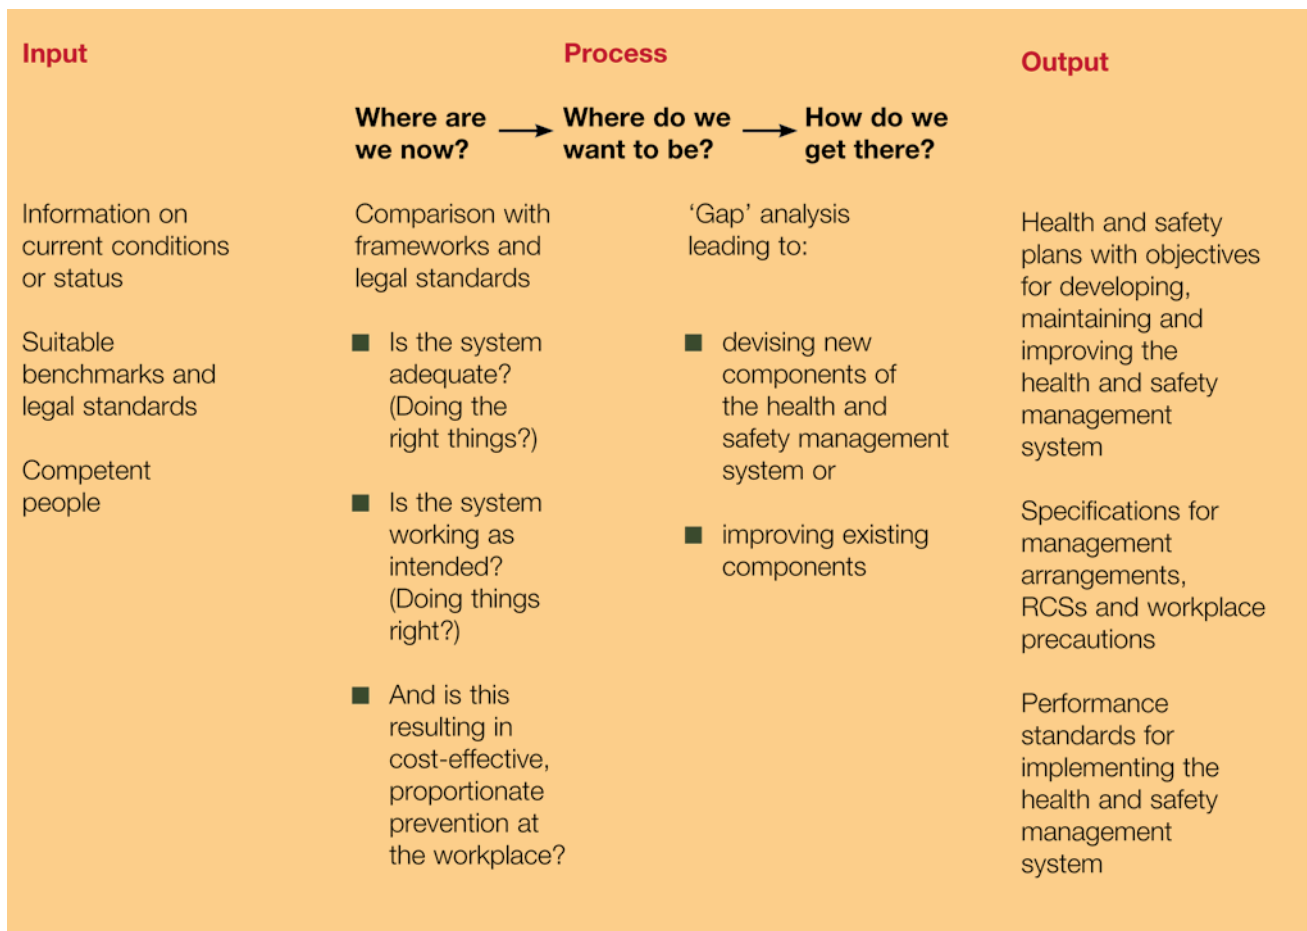 Input
Process
Output
Where are
we now?
Where do we
want to be?
How do we
get there?
Information on
current conditions
or status
Suitable
benchmarks and
legal standards
Competent
people
Comparison with
frameworks and
legal standards
Is the system
adequate?
(Doing the
right things?)
Is the system
working as
intended?
(Doing things
right?)
And is this
resulting in
cost-effective,
proportionate
prevention at
the workplace?
‘Gap’ analysis
leading to:
devising new
components of
the health and
safety management
system or
improving existing
components
Health and safety
plans with objectives
for developing,
maintaining and
improving the
health and safety
management
system
Specifications for
management
arrangements,
RCSs and workplace
precautions
Performance
standards for
implementing the
health and safety
management
system